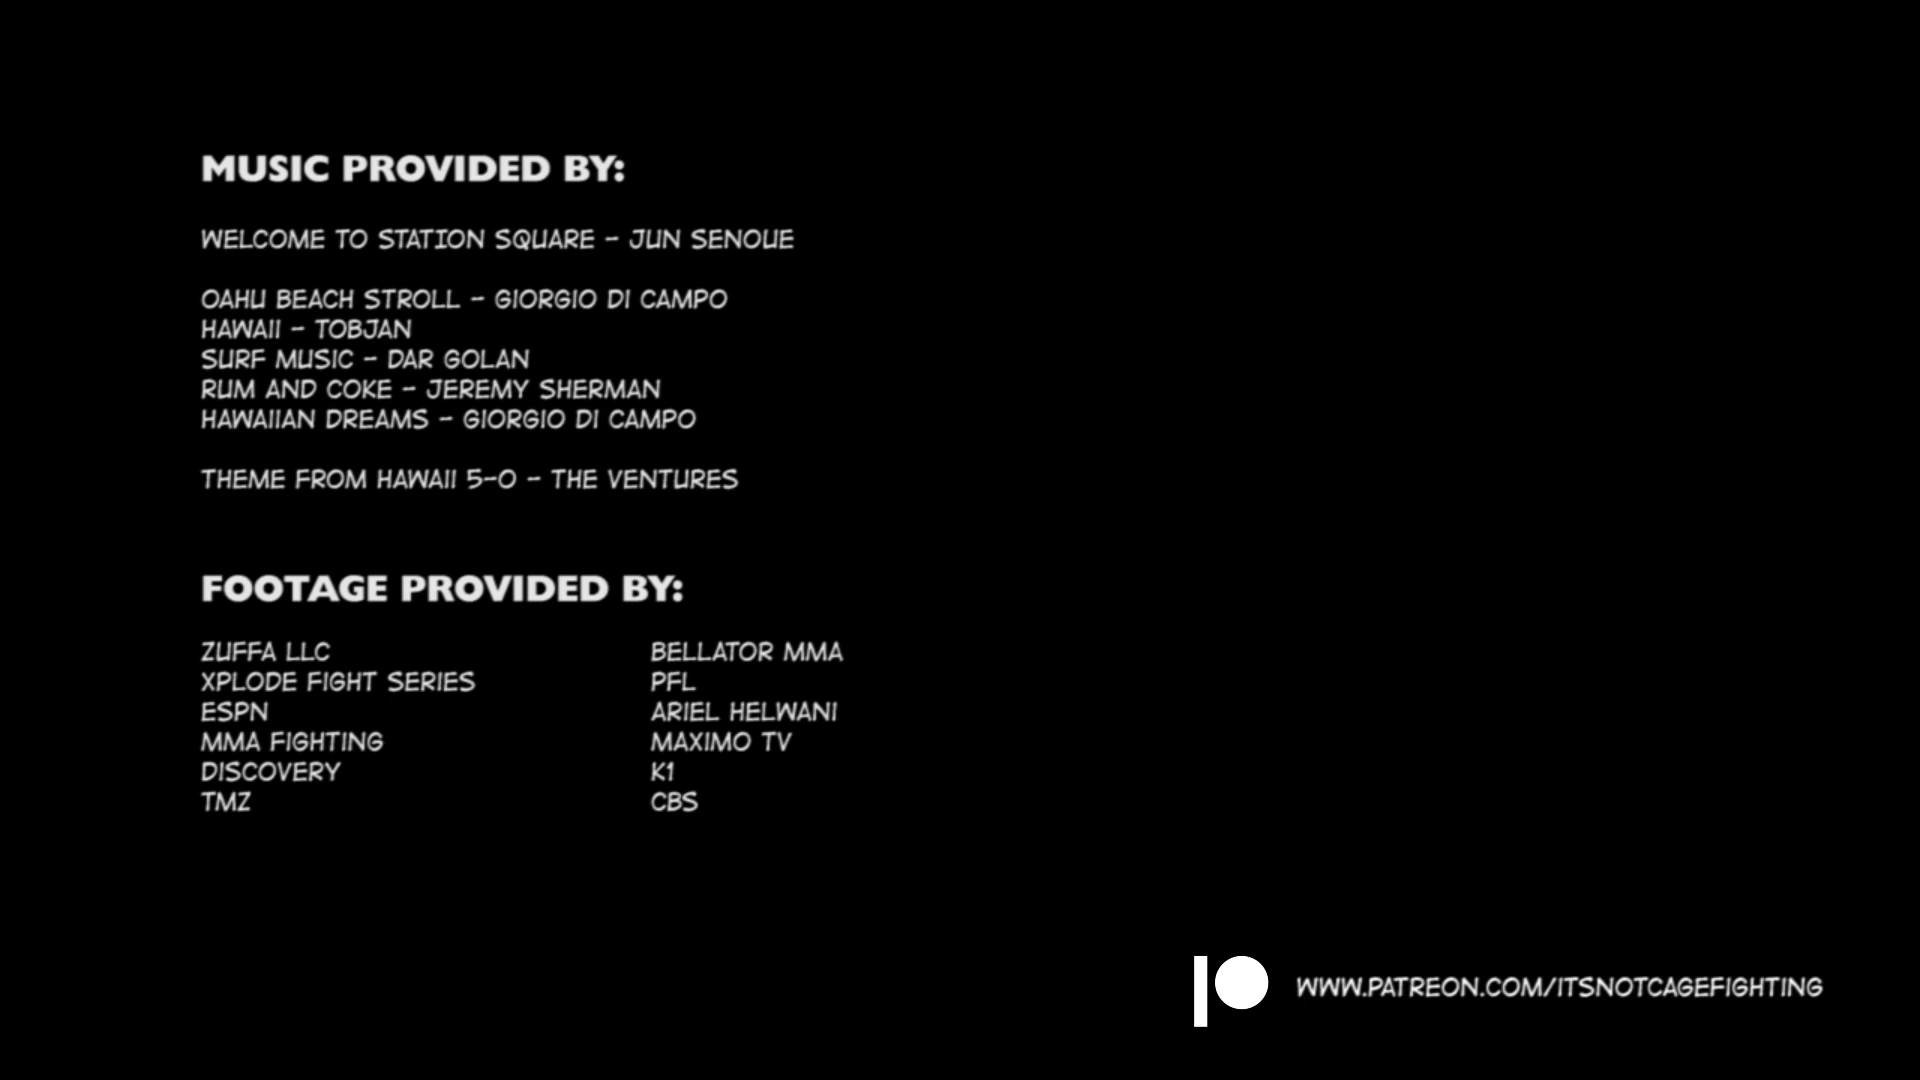 MUSIC PROVIDED BY:
WELCOME TO STATION SQUARE - JUN SENOUE
OAHU BEACH STROLL - GIORGIO DI CAMPO
HAWAII - TOBJAN
SURF MUSIC - DAR GOLAN
RUM AND COKE - JEREMY SHERMAN
HAWAIIAN DREAMS - GIORGIO DI CAMPO
THEME FROM HAWAII 5-0 - THE VENTURES
FOOTAGE PROVIDED BY:
ZUFFA LLC
XPLODE FIGHT SERIES
ESPN
MMA FIGHTING
DISCOVERY
TMZ
BELLATOR MMA
PFL
ARIEL HELWANI
MAXIMO TV
K1
CBS
WWW.PATREON.COM/ITSNOTCAGEFIGHTING